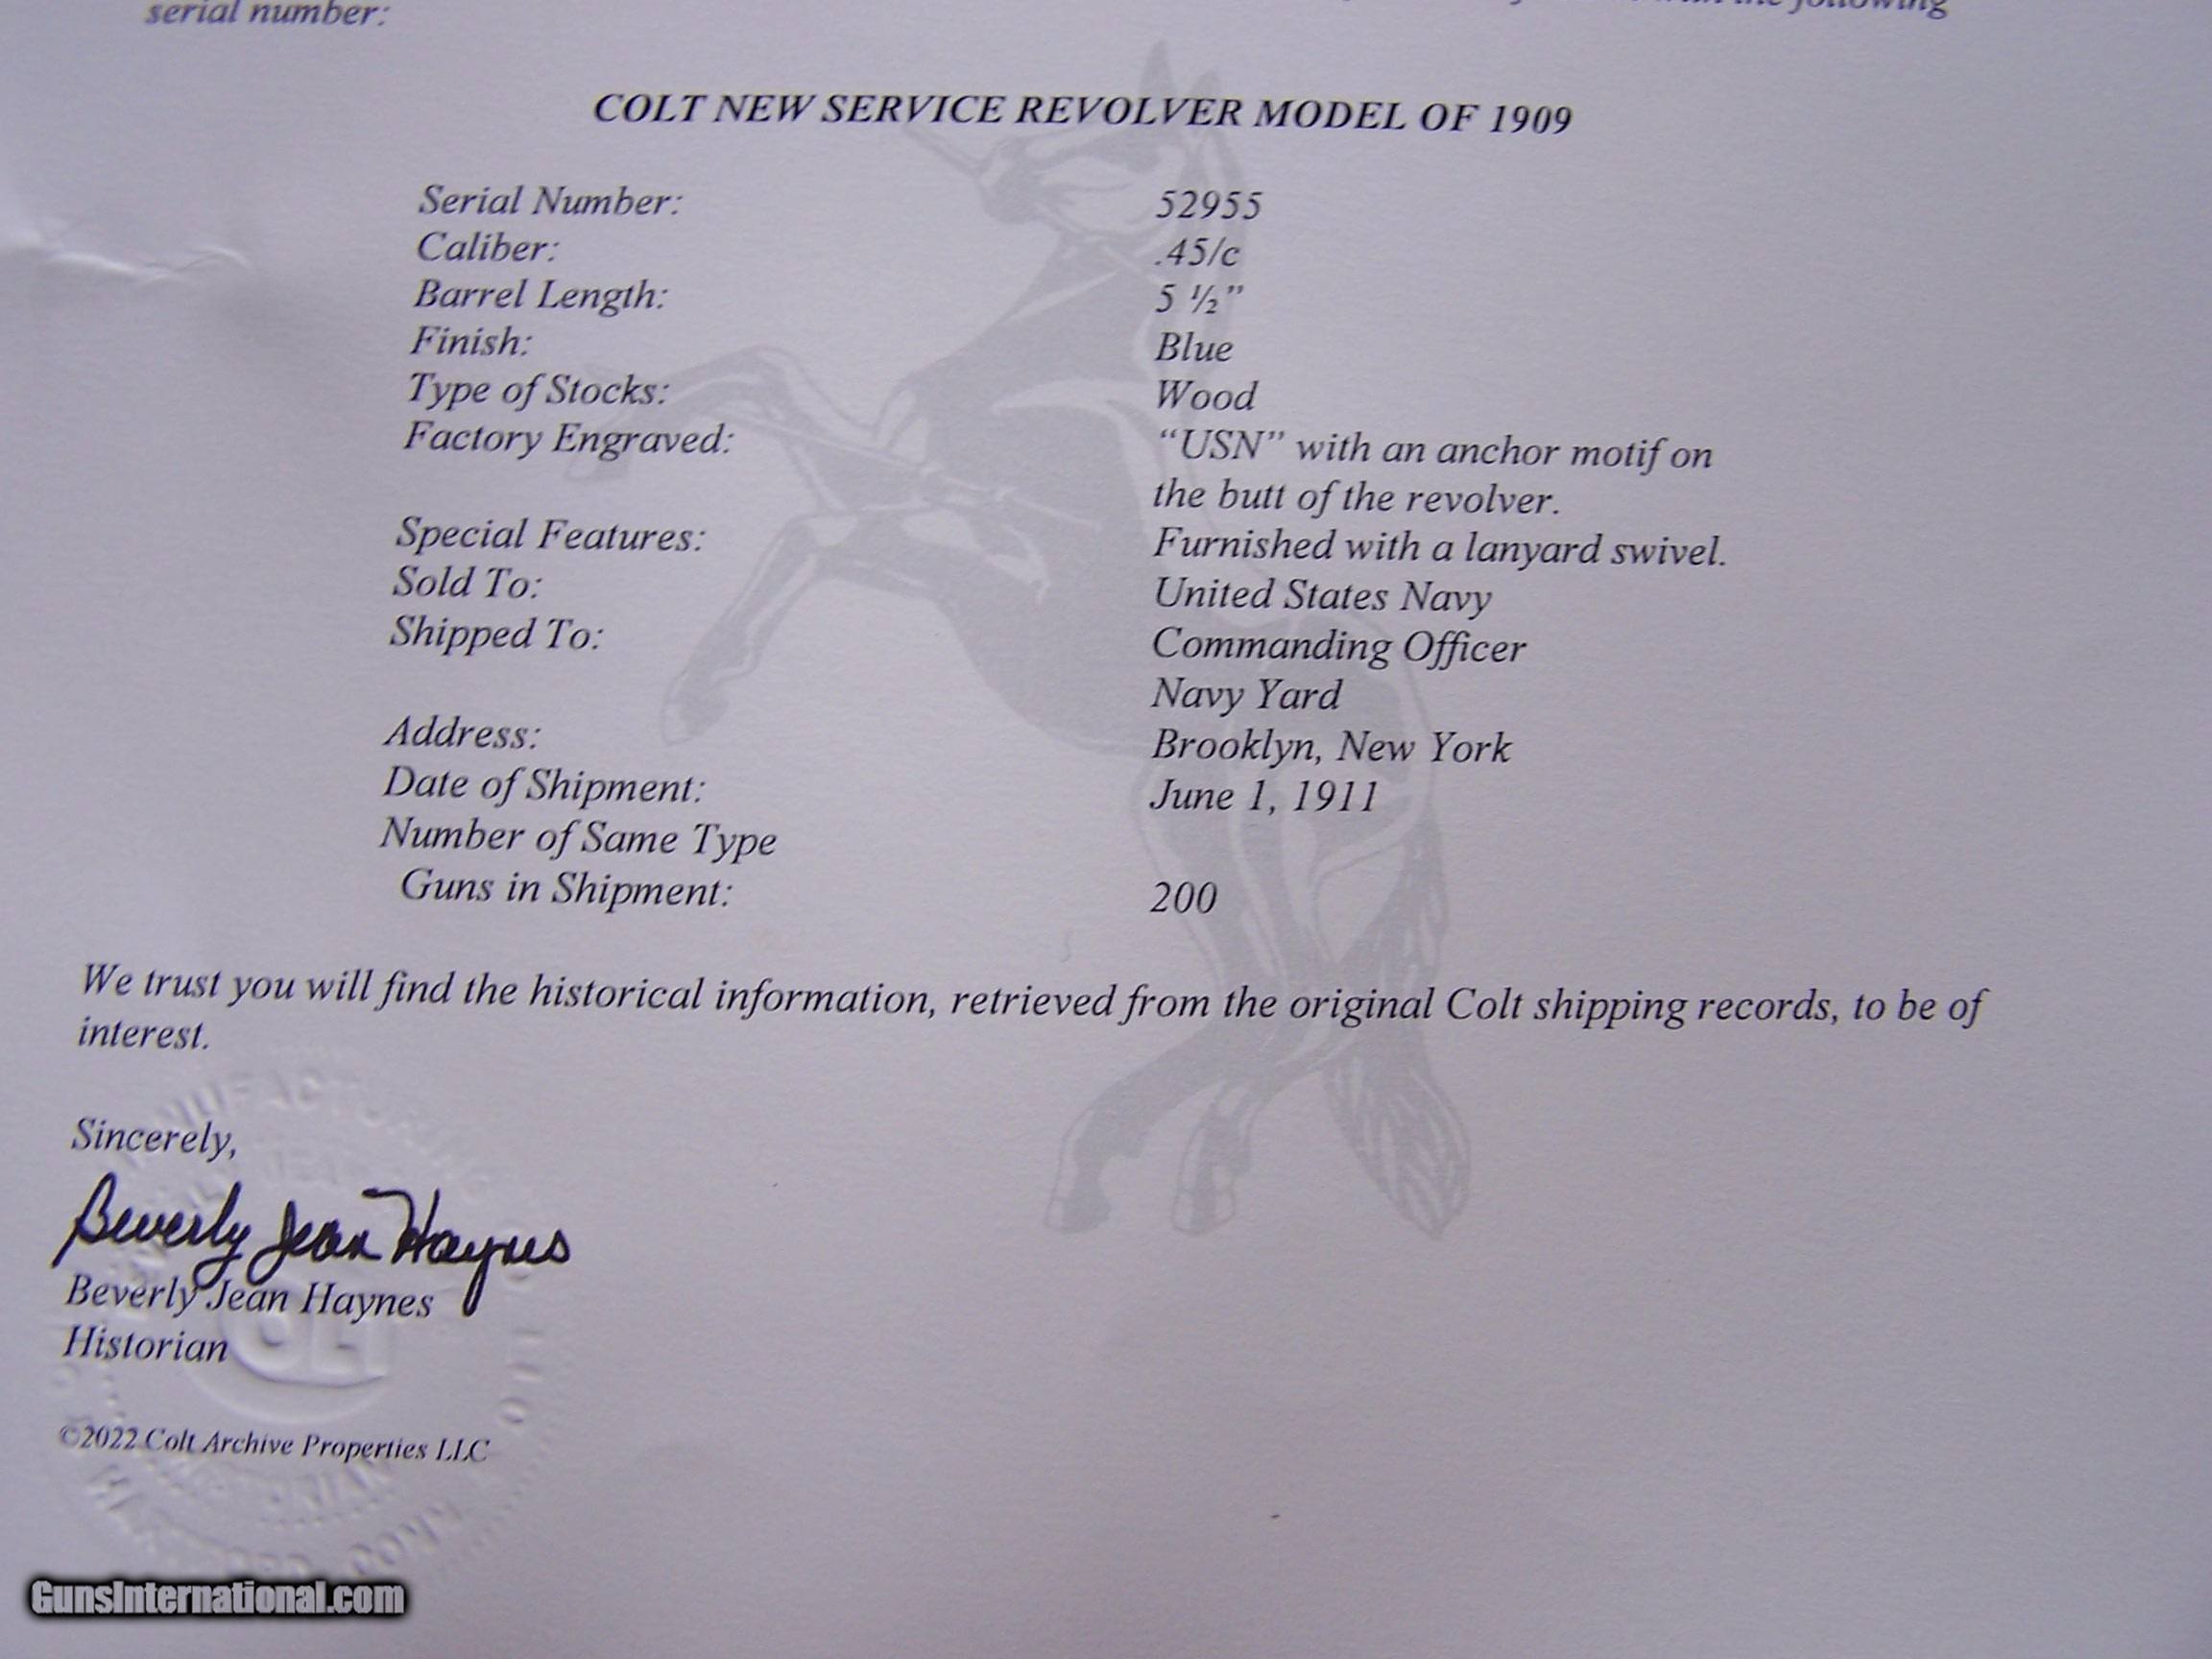 serial number: the following
COLT NEW SERVICE REVOLVER MODEL OF 1909
Serial Number: 52955
Caliber: .45/c
Barrel Length: 5 ½”
Finish: Blue
Type of Stocks: Wood
Factory Engraved: “USN” with an anchor motif on
the butt of the revolver.
Special Features: Furnished with a lanyard swivel.
Sold To: United States Navy
Shipped To: Commanding Officer
Navy Yard
Address: Brooklyn, New York
Date of Shipment: June 1, 1911
Number of Same Type
Guns in Shipment: 200
We trust you will find the historical information, retrieved from the original Colt shipping records, to be of
interest.
Sincerely,
Beverly Jean Haynes
Beverly Jean Haynes
Historian
COLT
©2022 Colt Archive Properties LLC
GunsInternational.com